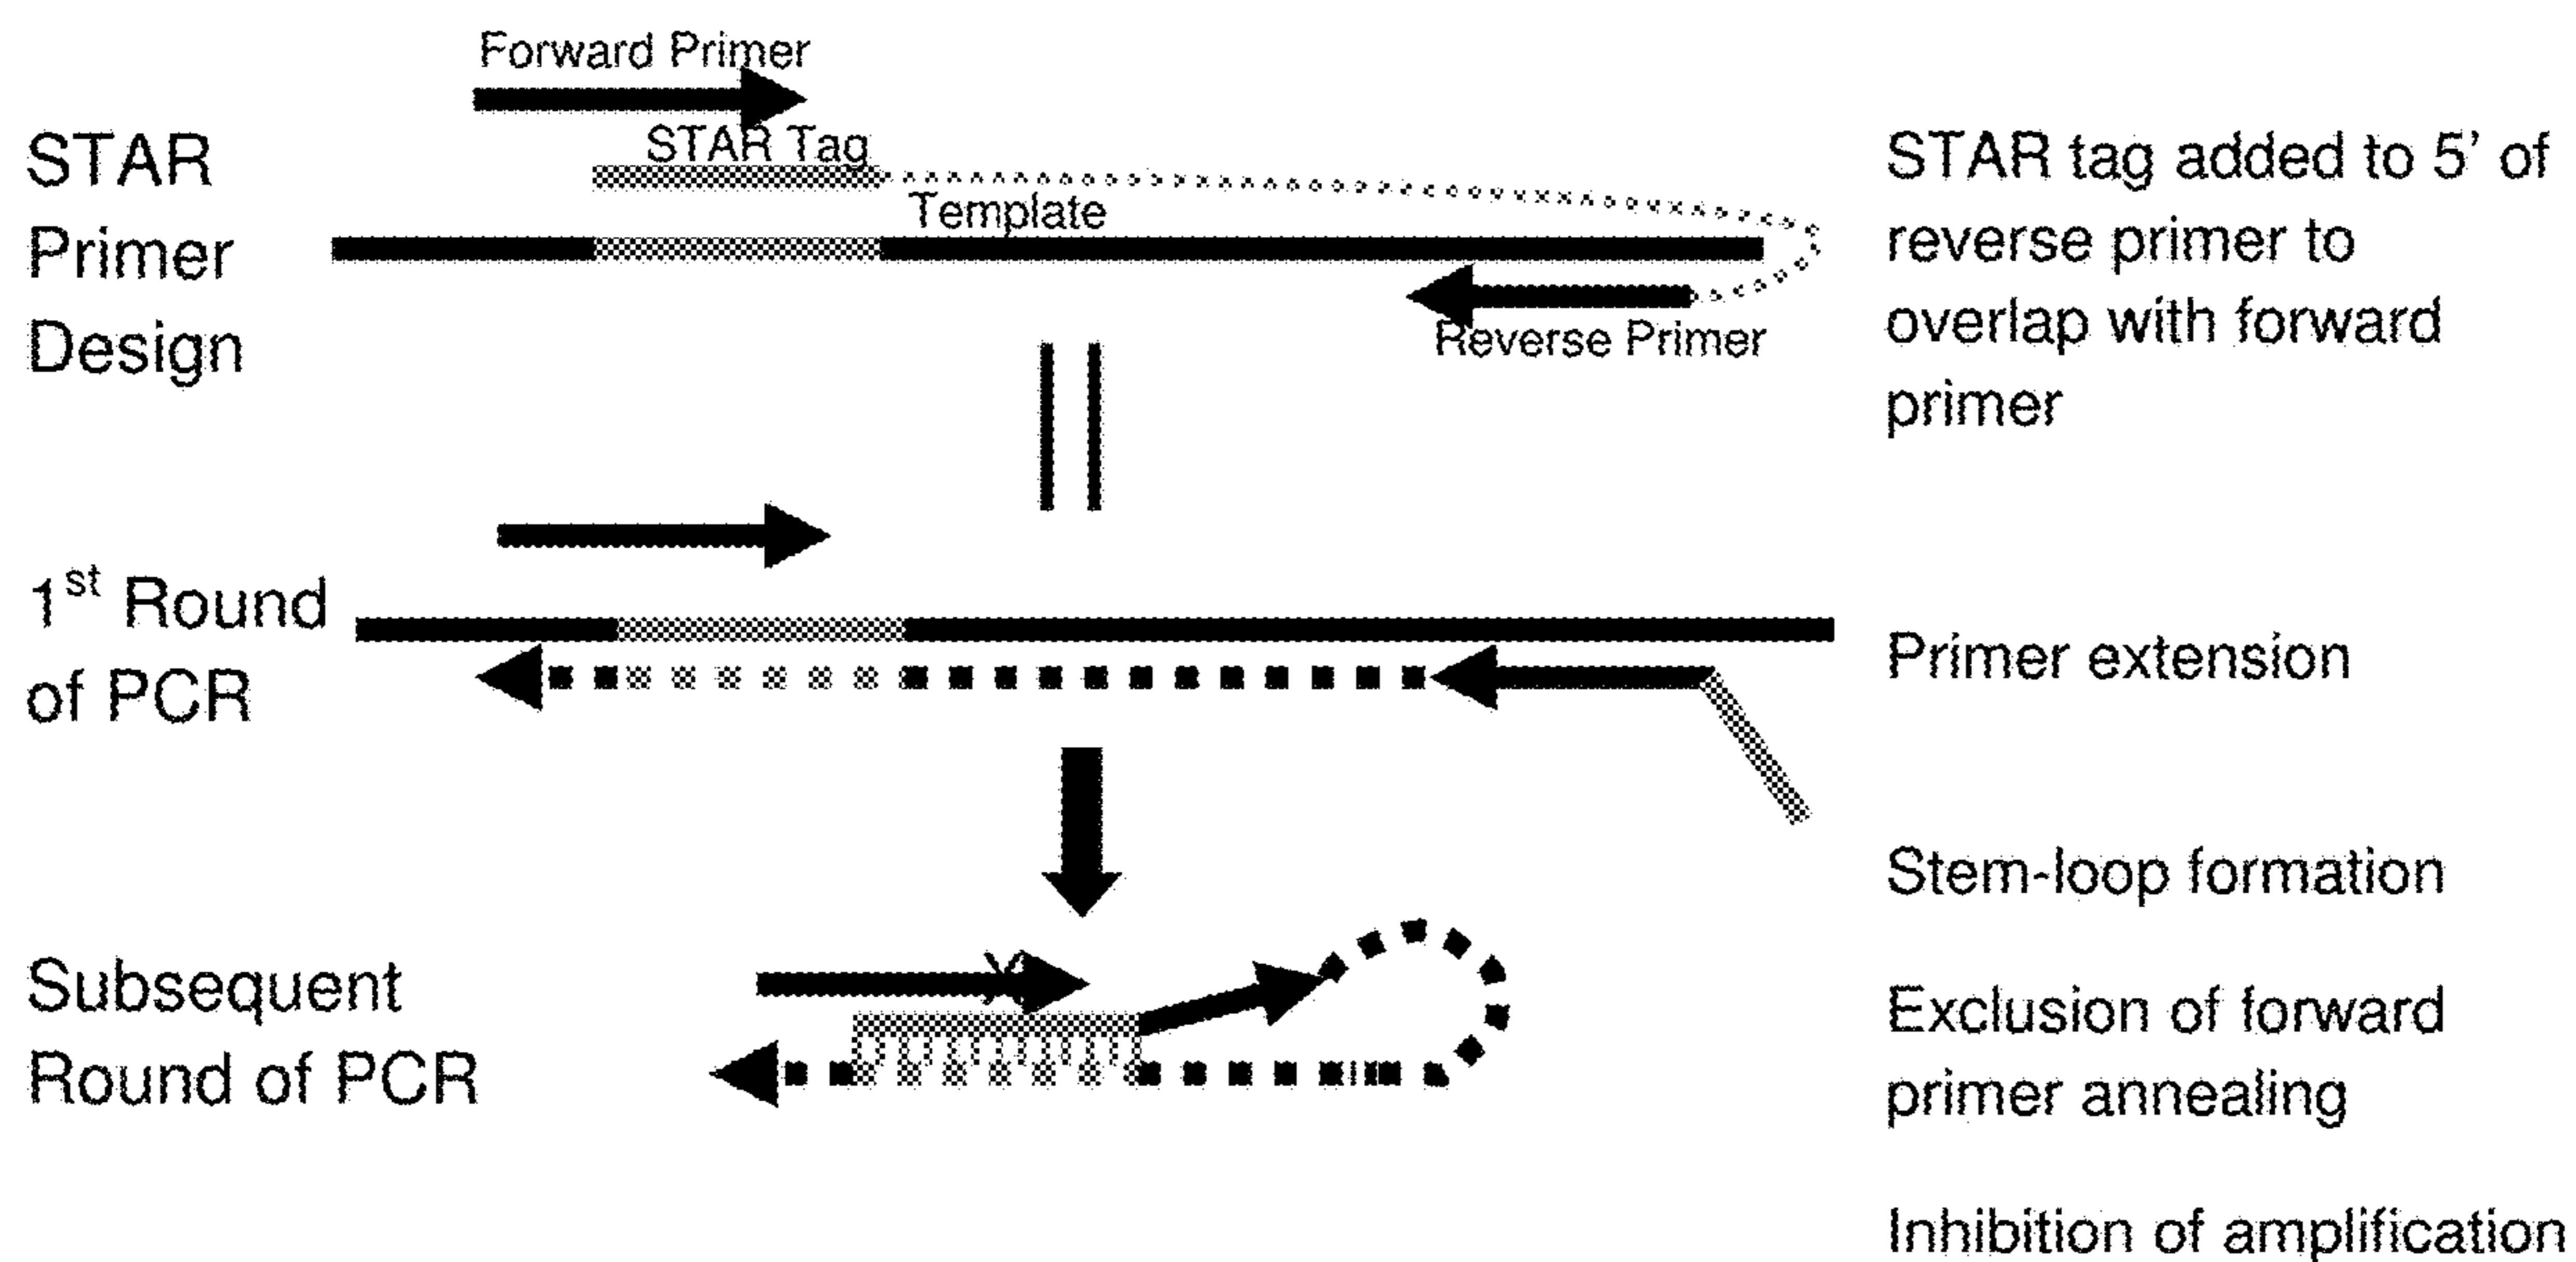 Forward Primer
STAR Tag
Template
Reverse Primer
STAR
Primer
Design
STAR tag added to 5' of
reverse primer to
overlap with forward
primer
1st Round
of PCR
Primer extension
Subsequent
Round of PCR
X
Stem-loop formation
Exclusion of forward
primer annealing
Inhibition of amplification